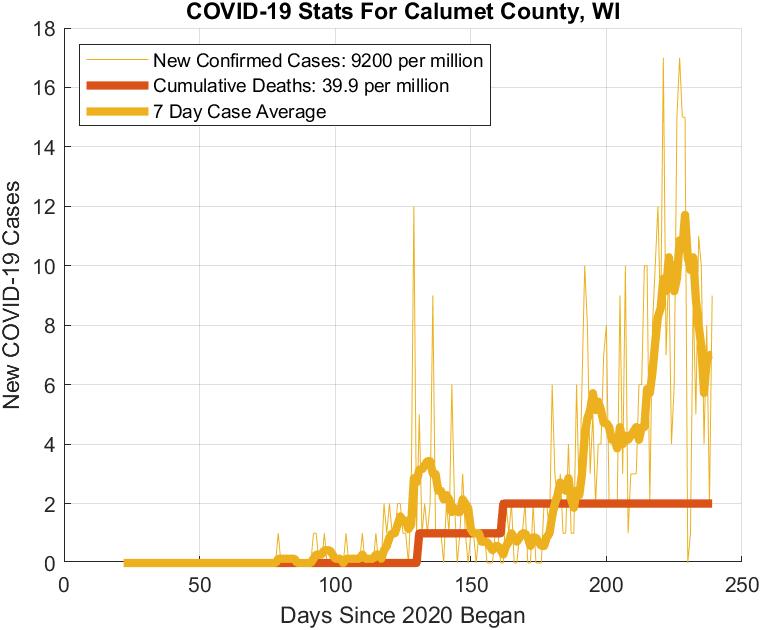 COVID-19 Stats For Calumet County, WI
New Confirmed Cases: 9200 per million
Cumulative Deaths: 39.9 per million
7 Day Case Average
New COVID-19 Cases
18
16
14
12
10
8
6
4
2
0
0 50 100 150 200 250
Days Since 2020 Began